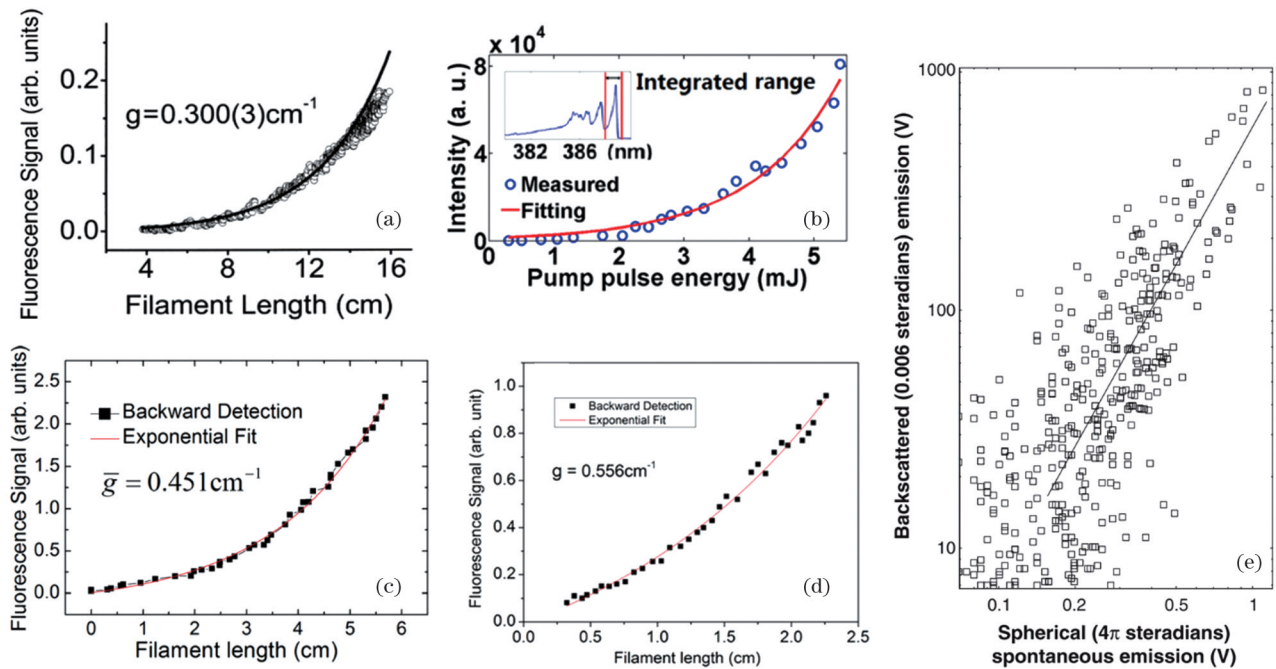 Fluorescence Signal (arb. units)
0.2
0.1
0.0
g=0.300(3)cm⁻¹
(a)
4 8 12 16
Filament Length (cm)
x 10⁴
8
4
0
Intensity (a. u.)
Integrated range
382 386 (nm)
Measured
Fitting
(b)
0 1 2 3 4 5
Pump pulse energy (mJ)
Fluorescence Signal (arb. units)
2.5
2.0
1.5
1.0
0.5
0.0
Backward Detection
Exponential Fit
g̅ = 0.451cm⁻¹
(c)
0 1 2 3 4 5 6
Filament length (cm)
Fluorescence Signal (arb. unit)
1.0
0.8
0.6
0.4
0.2
0.0
Backward Detection
Exponential Fit
g = 0.556cm⁻¹
(d)
0.5 1.0 1.5 2.0 2.5
Filament length (cm)
Backscattered (0.006 steradians) emission (V)
1000
100
10
(e)
0.1 0.2 0.5 1
Spherical (4π steradians)
spontaneous emission (V)